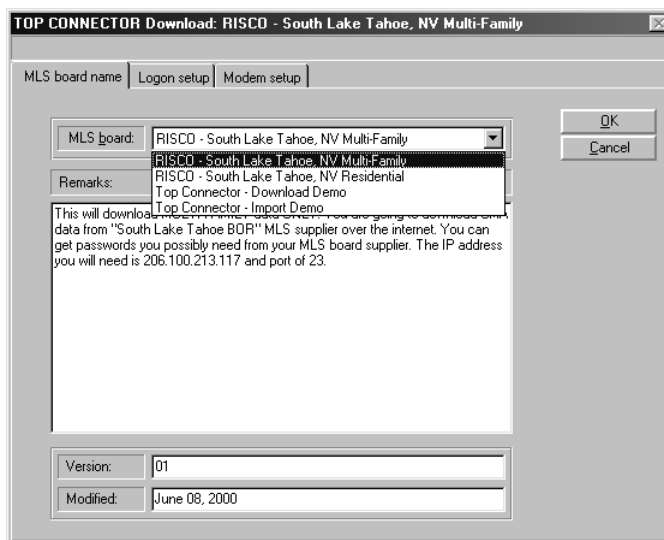 TOP CONNECTOR Download: RISCO - South Lake Tahoe, NV Multi-Family
MLS board name Logon setup Modem setup
MLS board: RISCO - South Lake Tahoe, NV Multi-Family
OK
RISCO - South Lake Tahoe, NV Multi-Family
Cancel
RISCO - South Lake Tahoe, NV Residential
Remarks:
Top Connector - Download Demo
Top Connector - Import Demo
This will download
data from "South Lake Tahoe BOR" MLS supplier over the internet. You can
get passwords you possibly need from your MLS board supplier. The IP address
you will need is 206.100.213.117 and port of 23.
Version: 01
Modified: June 08, 2000